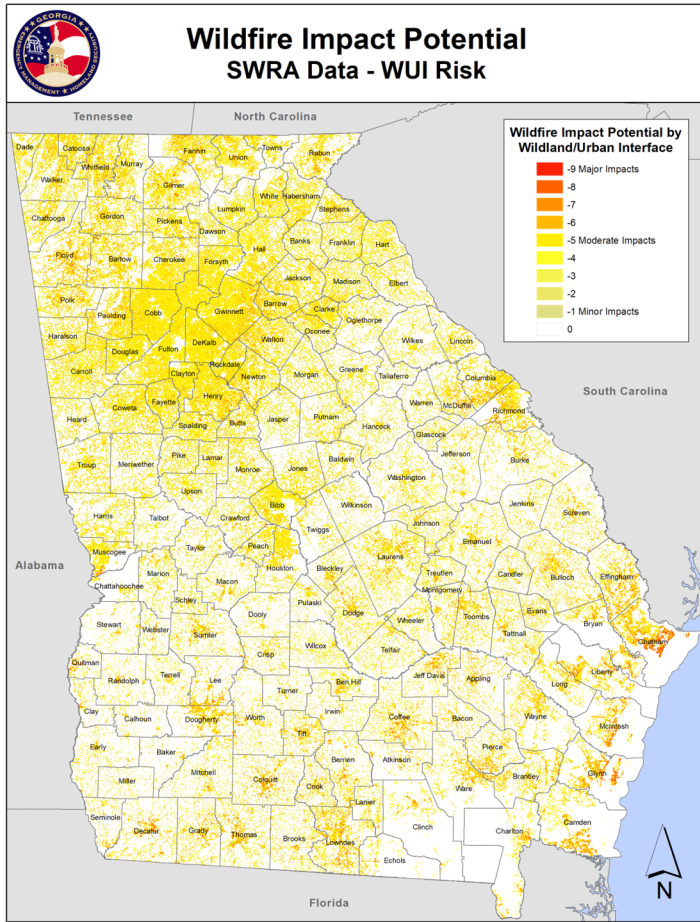 GEORGIA
EMERGENCY MANAGEMENT
HOMELAND SECURITY
Wildfire Impact Potential
SWRA Data - WUI Risk
Tennessee
North Carolina
Wildfire Impact Potential by
Wildland/Urban Interface
-9 Major Impacts
-8
-7
-6
-5 Moderate Impacts
-4
-3
-2
-1 Minor Impacts
0
South Carolina
Alabama
Florida
N
Dade
Catoosa
Whitfield
Murray
Fannin
Union
Towns
Rabun
Walker
Gilmer
White
Habersham
Stephens
Chattooga
Gordon
Pickens
Lumpkin
Dawson
Hall
Banks
Franklin
Hart
Floyd
Bartow
Cherokee
Forsyth
Jackson
Madison
Elbert
Polk
Paulding
Cobb
Gwinnett
Barrow
Clarke
Oconee
Oglethorpe
Haralson
Douglas
Fulton
DeKalb
Rockdale
Walton
Wilkes
Lincoln
Carroll
Clayton
Newton
Morgan
Greene
Taliaferro
Columbia
McDuffie
Richmond
Warren
Heard
Coweta
Fayette
Henry
Spalding
Butts
Jasper
Putnam
Hancock
Glascock
Jefferson
Burke
Troup
Meriwether
Pike
Lamar
Monroe
Jones
Baldwin
Washington
Upson
Harris
Talbot
Crawford
Bibb
Twiggs
Wilkinson
Johnson
Jenkins
Screven
Muscogee
Taylor
Peach
Houston
Bleckley
Laurens
Emanuel
Treutlen
Candler
Bulloch
Effingham
Chattahoochee
Marion
Schley
Macon
Pulaski
Dodge
Montgomery
Wheeler
Toombs
Tattnall
Evans
Bryan
Chatham
Stewart
Webster
Sumter
Dooly
Wilcox
Telfair
Crisp
Quitman
Randolph
Terrell
Lee
Turner
Ben Hill
Jeff Davis
Appling
Long
Liberty
Clay
Calhoun
Dougherty
Worth
Irwin
Tift
Coffee
Bacon
Wayne
McIntosh
Early
Baker
Mitchell
Colquitt
Cook
Berrien
Atkinson
Pierce
Ware
Brantley
Glynn
Miller
Lanier
Seminole
Decatur
Grady
Thomas
Brooks
Lowndes
Clinch
Echols
Charlton
Camden